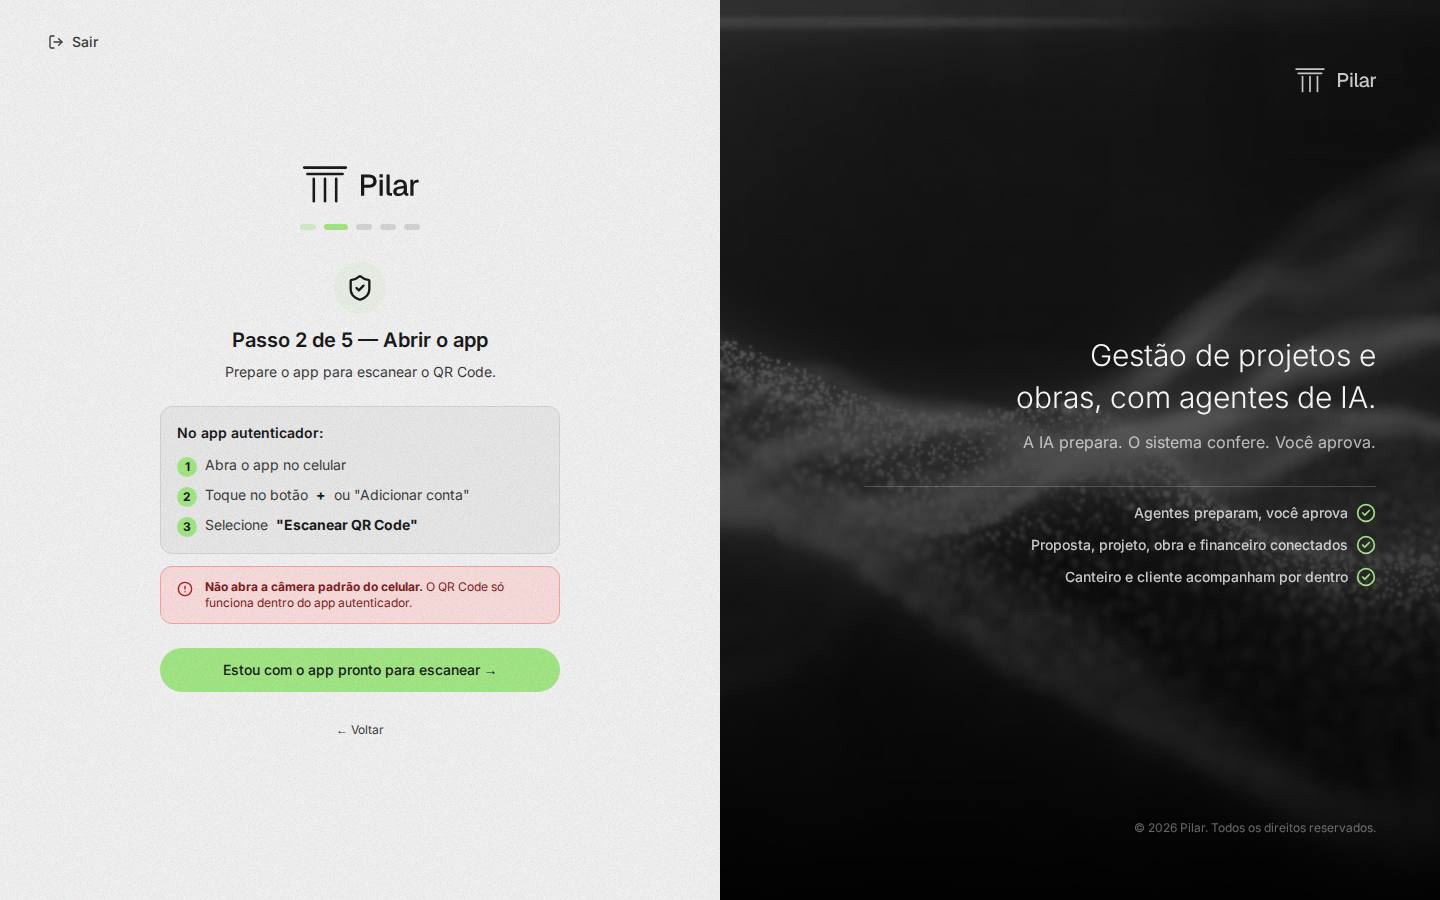 Sair
Pilar
Passo 2 de 5 — Abrir o app
Prepare o app para escanear o QR Code.
No app autenticador:
1 Abra o app no celular
2 Toque no botão + ou "Adicionar conta"
3 Selecione "Escanear QR Code"
Não abra a câmera padrão do celular. O QR Code só
funciona dentro do app autenticador.
Estou com o app pronto para escanear →
← Voltar
Pilar
Gestão de projetos e
obras, com agentes de IA.
A IA prepara. O sistema confere. Você aprova.
Agentes preparam, você aprova
Proposta, projeto, obra e financeiro conectados
Canteiro e cliente acompanham por dentro
© 2026 Pilar. Todos os direitos reservados.